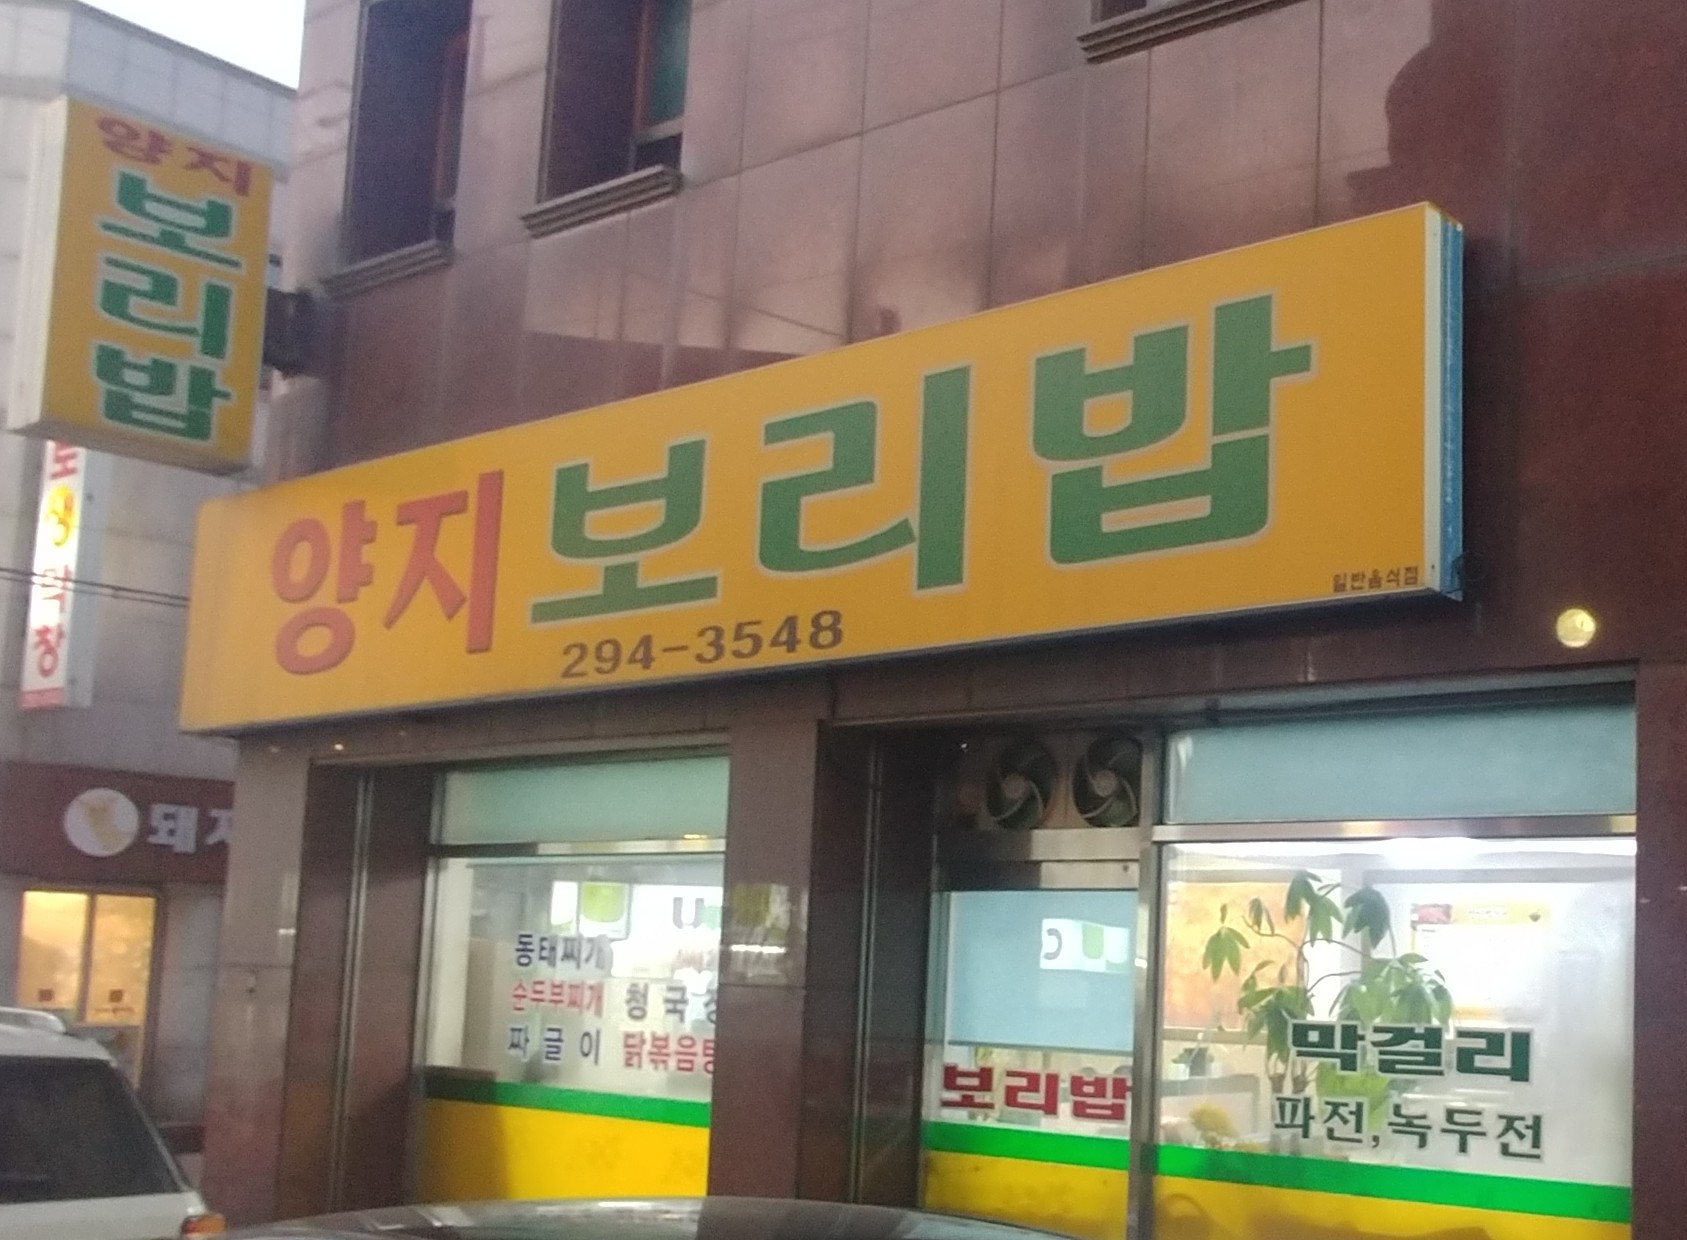 양지
보리밥
양지 보리밥
294-3548
일반음식점
막창
돼지
동태찌개
순두부찌개 청국장
짜글이 닭볶음탕
보리밥
막걸리
파전,녹두전